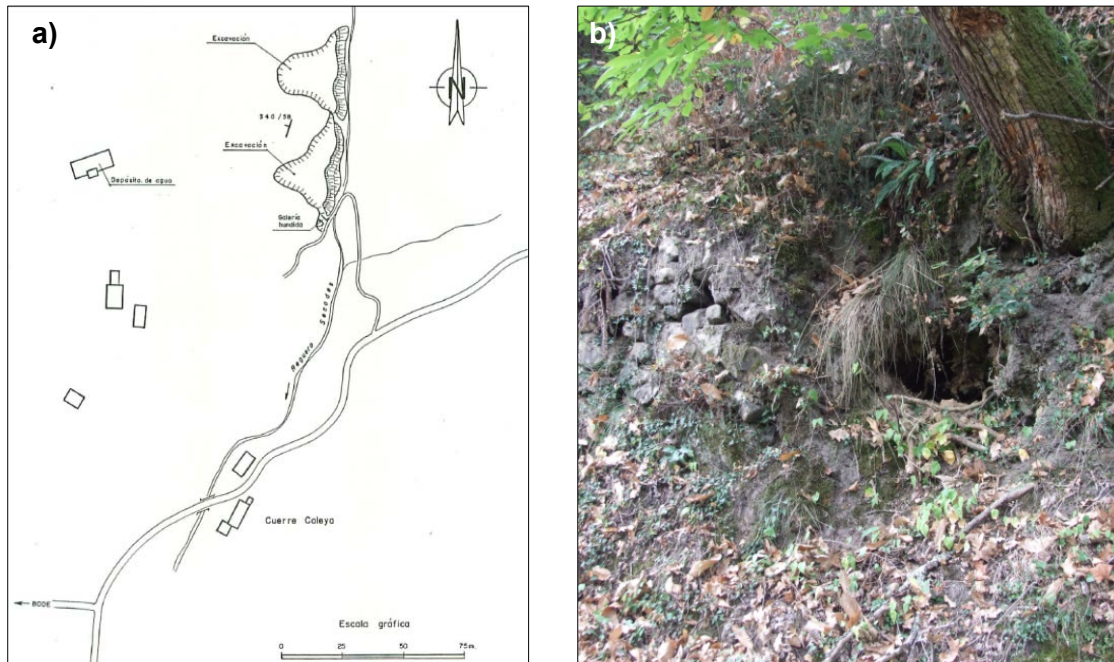 a)
Excavación
N
340/58
Excavación
Depósito de agua
Galería
hundida
Reguero Sezodes
Cuerre Caleya
BODE
Escala gráfica
0 25 50 75 m.
b)